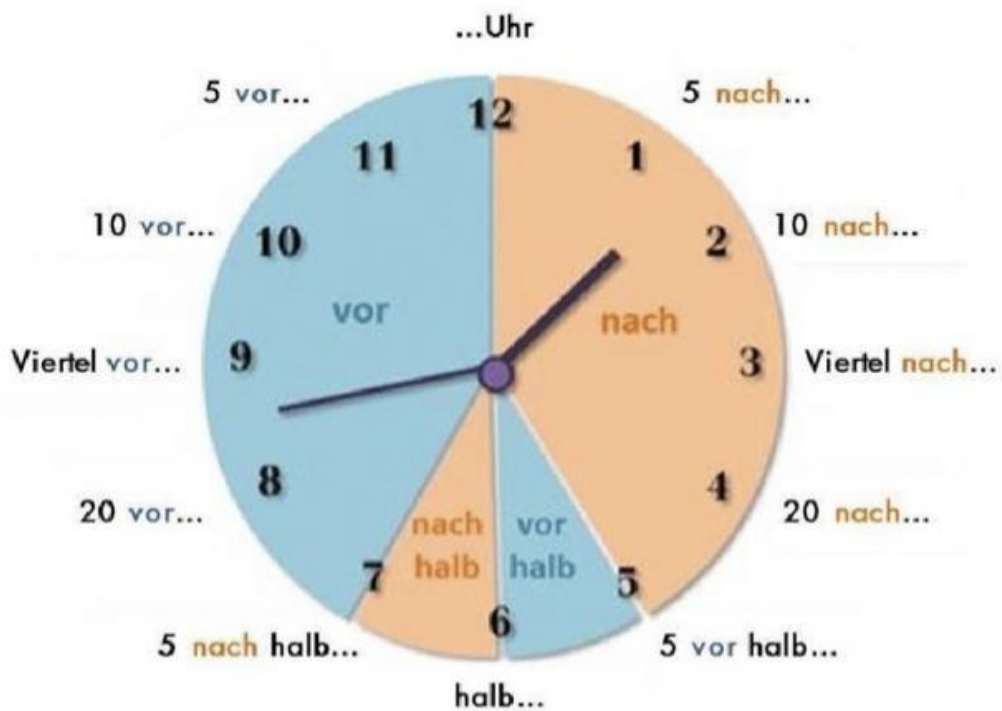 ...Uhr
5 vor...
5 nach...
12
11
1
10 vor...
10
2
10 nach...
vor
nach
Viertel vor...
9
3
Viertel nach...
8
4
20 vor...
20 nach...
nach
halb
vor
halb
7
5
6
5 nach halb...
5 vor halb...
halb...